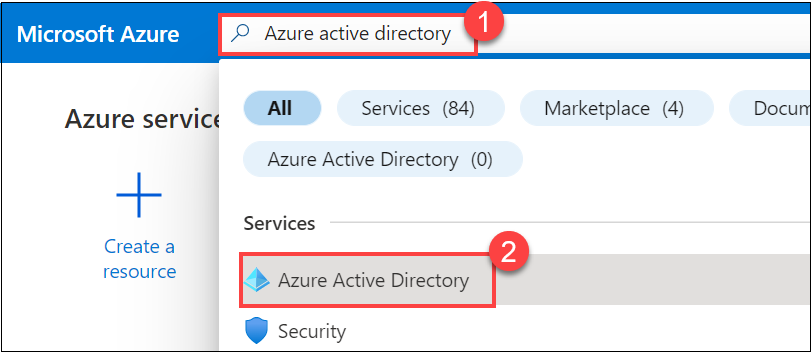 Microsoft Azure
Azure active directory
1
All
Services (84)
Marketplace (4)
Docum
Azure service
Azure Active Directory (0)
Services
Create a
resource
2
Azure Active Directory
Security